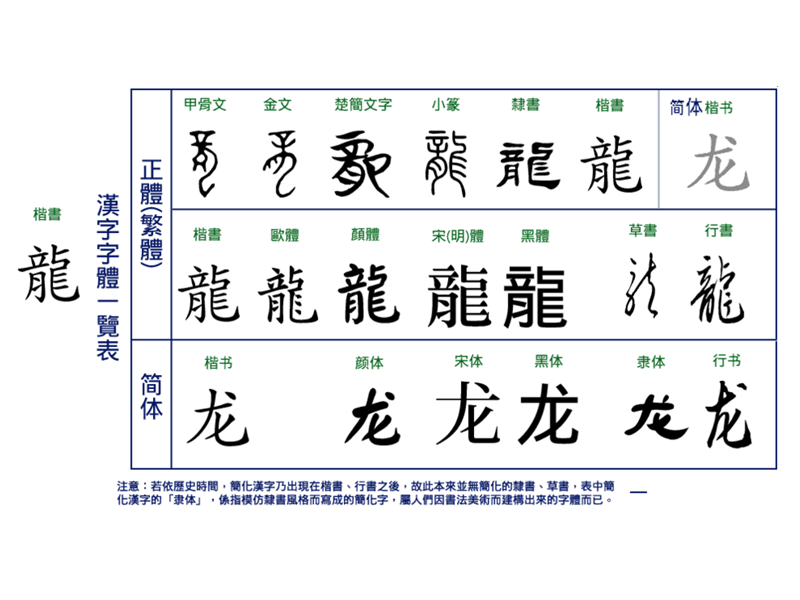 楷書
龍
漢字字體一覽表
正體(繁體)
甲骨文 金文 楚簡文字 小篆 隸書 楷書 简体楷书
龍 龍 龍 龍 龍 龍 龙
楷書 歐體 顏體 宋(明)體 黑體 草書 行書
龍 龍 龍 龍 龍 龍 龍
简体
楷书 颜体 宋体 黑体 隶体 行书
龙 龙 龙 龙 龙 龙
注意：若依歷史時間，簡化漢字乃出現在楷書、行書之後，故此本來並無簡化的隸書、草書，表中簡
化漢字的「隶体」，係指模仿隸書風格而寫成的簡化字，屬人們因書法美術而建構出來的字體而已。